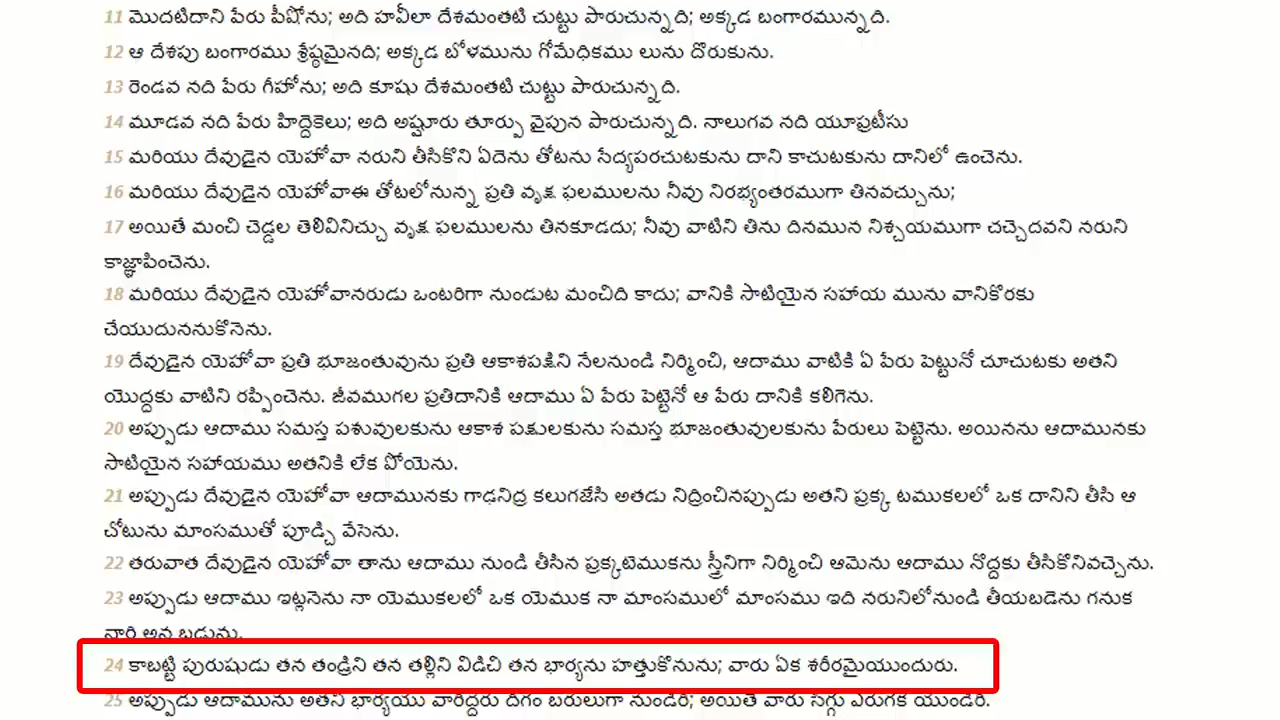 11 మొదటిదాని పేరు పీషోను; అది హవీలా దేశమంతటి చుట్టు పారుచున్నది; అక్కడ బంగారమున్నది.
12 ఆ దేశపు బంగారము శ్రేష్ఠమైనది; అక్కడ బోళమును గోమేధికము లును దొరుకును.
13 రెండవ నది పేరు గీహోను; అది కూషు దేశమంతటి చుట్టు పారుచున్నది.
14 మూడవ నది పేరు హిద్దెకెలు; అది అష్షూరు తూర్పు వైపున పారుచున్నది. నాలుగవ నది యూఫ్రటీసు
15 మరియు దేవుడైన యెహోవా నరుని తీసికొని ఏదెను తోటను సేద్యపరచుటకును దాని కాచుటకును దానిలో ఉంచెను.
16 మరియు దేవుడైన యెహోవాఈ తోటలోనున్న ప్రతి వృక్ష ఫలములను నీవు నిరభ్యంతరముగా తినవచ్చును;
17 అయితే మంచి చెడ్డల తెలివినిచ్చు వృక్ష ఫలములను తినకూడదు; నీవు వాటిని తిను దినమున నిశ్చయముగా చచ్చెదవని నరుని
కాజ్ఞాపించెను.
18 మరియు దేవుడైన యెహోవానరుడు ఒంటరిగా నుండుట మంచిది కాదు; వానికి సాటియైన సహాయ మును వానికొరకు
చేయుదుననుకొనెను.
19 దేవుడైన యెహోవా ప్రతి భూజంతువును ప్రతి ఆకాశపక్షిని నేలనుండి నిర్మించి, ఆదాము వాటికి ఏ పేరు పెట్టునో చూచుటకు అతని
యొద్దకు వాటిని రప్పించెను. జీవముగల ప్రతిదానికి ఆదాము ఏ పేరు పెట్టెనో ఆ పేరు దానికి కలిగెను.
20 అప్పుడు ఆదాము సమస్త పశువులకును ఆకాశ పక్షులకును సమస్త భూజంతువులకును పేరులు పెట్టెను. అయినను ఆదామునకు
సాటియైన సహాయము అతనికి లేక పోయెను.
21 అప్పుడు దేవుడైన యెహోవా ఆదామునకు గాఢనిద్ర కలుగజేసి అతడు నిద్రించినప్పుడు అతని ప్రక్క టముకలలో ఒక దానిని తీసి ఆ
చోటును మాంసముతో పూడ్చి వేసెను.
22 తరువాత దేవుడైన యెహోవా తాను ఆదాము నుండి తీసిన ప్రక్కటెముకను స్త్రీనిగా నిర్మించి ఆమెను ఆదాము నొద్దకు తీసికొనివచ్చెను.
23 అప్పుడు ఆదాము ఇట్లనెను నా యెముకలలో ఒక యెముక నా మాంసములో మాంసము ఇది నరునిలోనుండి తీయబడెను గనుక
నారి అన బడును.
24 కాబట్టి పురుషుడు తన తండ్రిని తన తల్లిని విడిచి తన భార్యను హత్తుకొనును; వారు ఏక శరీరమైయుందురు.
25 అప్పుడు ఆదామును అతని భార్యయు వారిద్దరు దిగం బరులుగా నుండిరి; అయితే వారు సిగ్గు ఎరుగక యుండిరి.